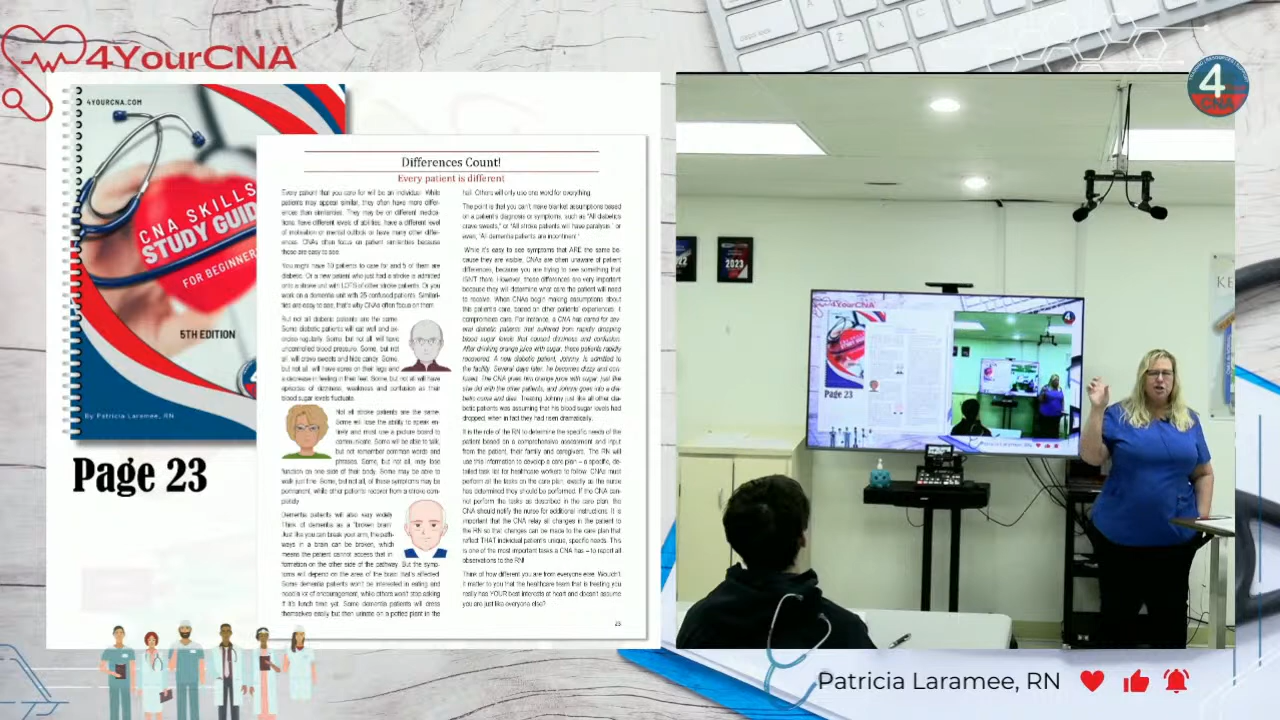 4YourCNA
4YOURCNA.COM
CNA SKILLS
STUDY GUID
FOR BEGINNER
5TH EDITION
By Patricia Laramee, RN
Page 23
Differences Count!
Every patient is different
Every patient that you care for will be an individual. While
patients may appear similar, they often have more differ-
ences than similarities. They may be on different medica-
tions, have different levels of abilities, have a different level
of motivation or mental outlook or have many other differ-
ences. CNAs often focus on patient similarities because
these are easy to see.
You might have 10 patients to care for and 5 of them are
diabetic. Or a new patient who just had a stroke is admitted
onto a stroke unit with LOTS of other stroke patients. Or you
work on a dementia unit with 25 confused patients. Similari-
ties are easy to see, that's why CNAs often focus on them.
But not all diabetic patients are the same.
Some diabetic patients will eat well and ex-
ercise regularly. Some, but not all, will have
uncontrolled blood pressure. Some, but not
all, will crave sweets and hide candy. Some,
but not all, will have sores on their legs and
a decrease in feeling in their feet. Some, but not all, will have
episodes of dizziness, weakness and confusion as their
blood sugar levels fluctuate.
Not all stroke patients are the same.
Some will lose the ability to speak en-
tirely and must use a picture board to
communicate. Some will be able to talk,
but not remember common words and
phrases. Some, but not all, may lose
function on one side of their body. Some may be able to
walk just fine. Some, but not all, of these symptoms may be
permanent, while other patients recover from a stroke com-
pletely.
Dementia patients will also vary widely.
Think of dementia as a "broken brain".
Just like you can break your arm, the path-
ways in a brain can be broken, which
means the patient cannot access that in-
formation on the other side of the pathway. But the symp-
toms will depend on the area of the brain that's affected.
Some dementia patients won't be interested in eating and
need a lot of encouragement, while others won't stop asking
if it's lunch time yet. Some dementia patients will dress
themselves easily but then urinate on a potted plant in the
hall. Others will only use one word for everything.
The point is that you can't make blanket assumptions based
on a patient's diagnosis or symptoms, such as "All diabetics
crave sweets," or "All stroke patients will have paralysis." or
even, "All dementia patients are incontinent."
While it's easy to see symptoms that ARE the same be-
cause they are visible, CNAs are often unaware of patient
differences, because you are trying to see something that
ISN'T there. However, these differences are very important
because they will determine what care the patient will need
to receive. When CNAs begin making assumptions about
this patient's care, based on other patients' experiences, it
compromises care. For instance, a CNA has cared for sev-
eral diabetic patients that suffered from rapidly dropping
blood sugar levels that caused dizziness and confusion.
After drinking orange juice with sugar, these patients rapidly
recovered. A new diabetic patient, Johnny, is admitted to
the facility. Several days later, he becomes dizzy and con-
fused. The CNA gives him orange juice with sugar, just like
she did with the other patients, and Johnny goes into a dia-
betic coma and dies. Treating Johnny just like all other dia-
betic patients was assuming that his blood sugar levels had
dropped, when in fact they had risen dramatically.
It is the role of the RN to determine the specific needs of the
patient based on a comprehensive assessment and input
from the patient, their family and caregivers. The RN will
use this information to develop a care plan – a specific, de-
tailed task list for healthcare workers to follow. CNAs must
perform all the tasks on the care plan, exactly as the nurse
has determined they should be performed. If the CNA can-
not perform the tasks as described in the care plan, the
CNA should notify the nurse for additional instructions. It is
important that the CNA relay all changes in the patient to
the RN so that changes can be made to the care plan that
reflect THAT individual patient's unique, specific needs. This
is one of the most important tasks a CNA has – to report all
observations to the RN!
Think of how different you are from everyone else. Wouldn't
it matter to you that the healthcare team that is treating you
really has YOUR best interests at heart and doesn't assume
you are just like everyone else?
23
4
CNA
2023
4YourCNA
Page 23
KE
Patricia Laramee, RN